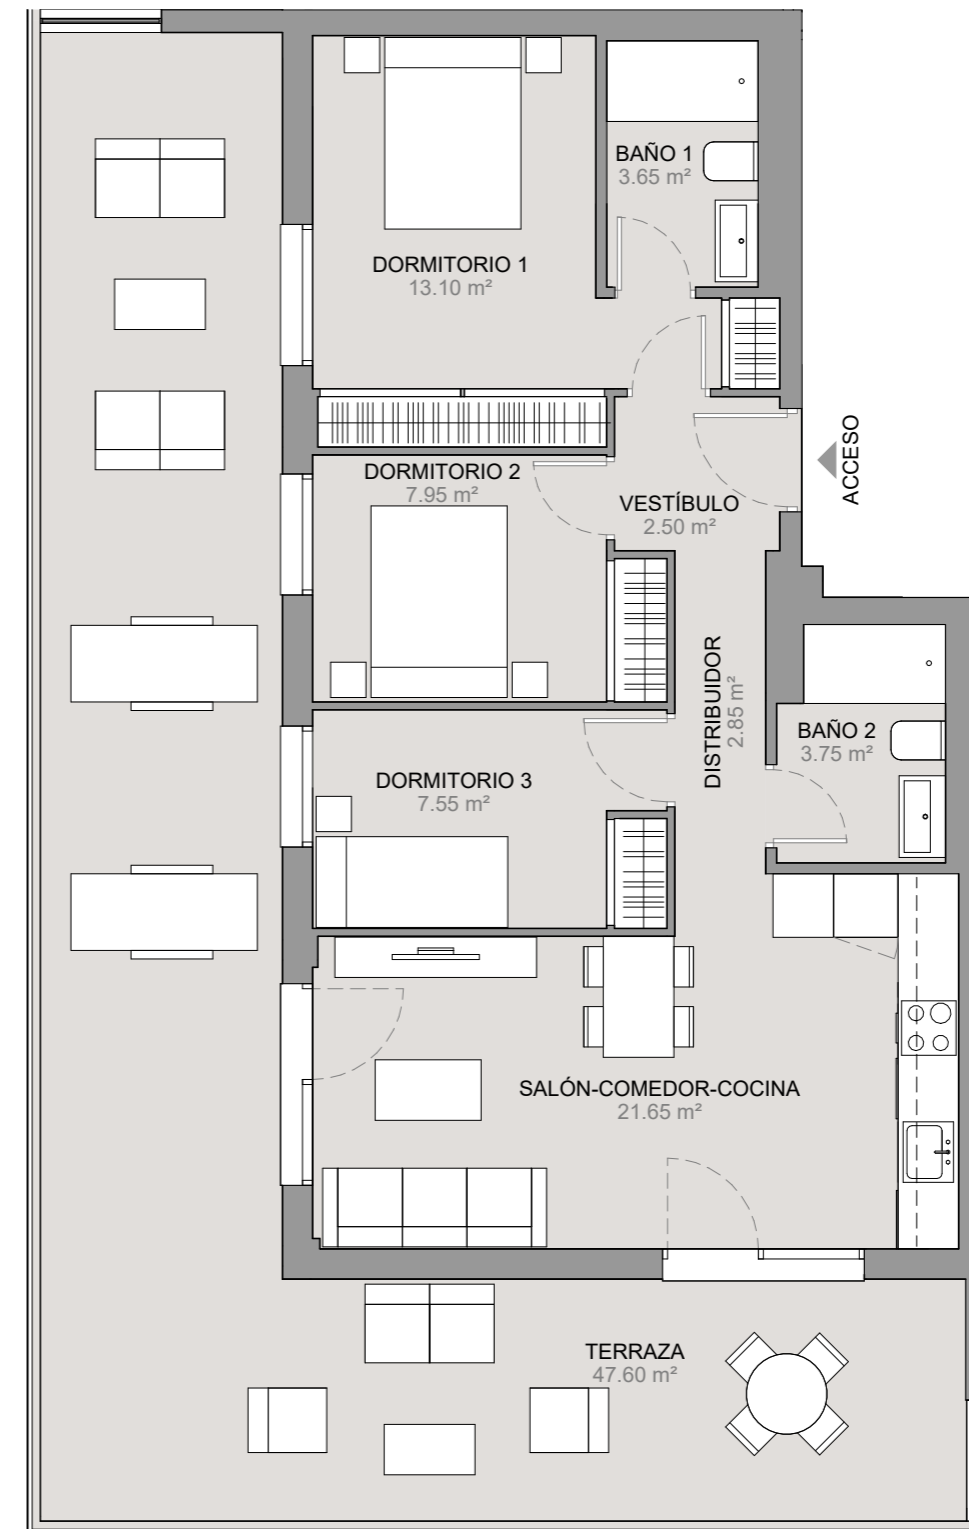 BAÑO 1
3.65 m²
DORMITORIO 1
13.10 m²
ACCESO
DORMITORIO 2
7.95 m²
VESTÍBULO
2.50 m²
DISTRIBUIDOR
2.85 m²
BAÑO 2
3.75 m²
DORMITORIO 3
7.55 m²
SALÓN-COMEDOR-COCINA
21.65 m²
TERRAZA
47.60 m²